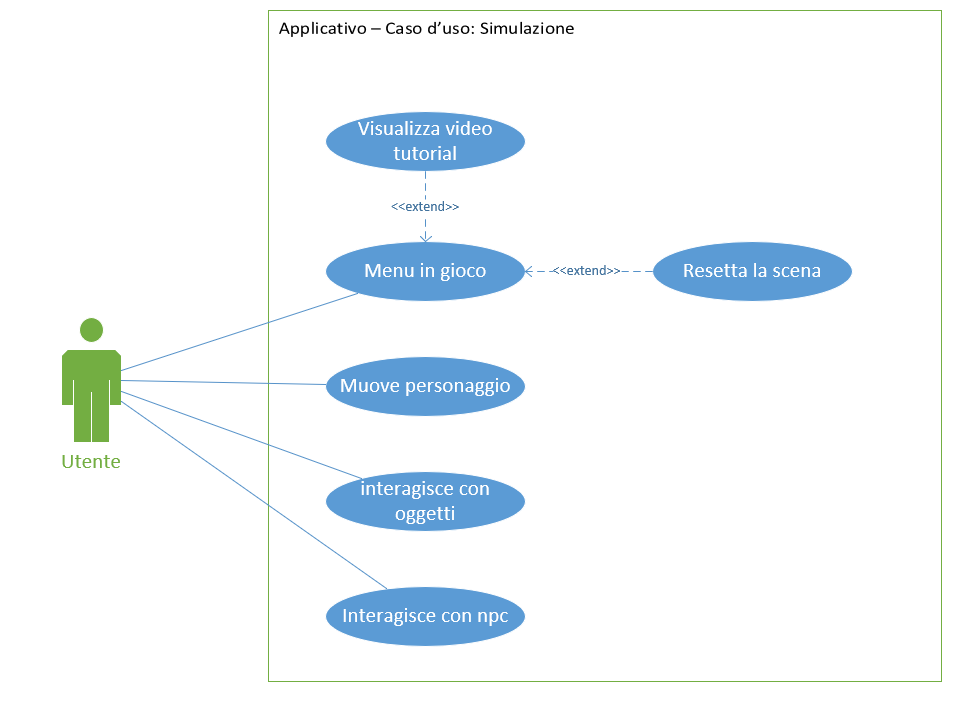 Applicativo – Caso d’uso: Simulazione
Visualizza video
tutorial
<<extend>>
Menu in gioco
<<extend>>
Resetta la scena
Muove personaggio
Utente
interagisce con
oggetti
Interagisce con npc